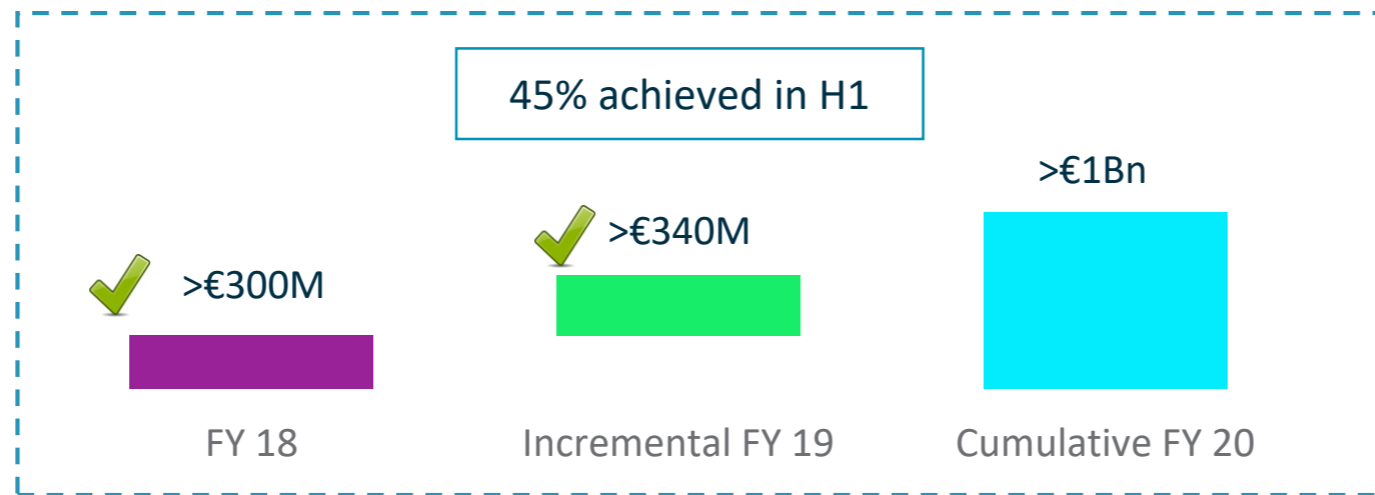 45% achieved in H1
>€1Bn
>€340M
>€300M
FY 18
Incremental FY 19
Cumulative FY 20